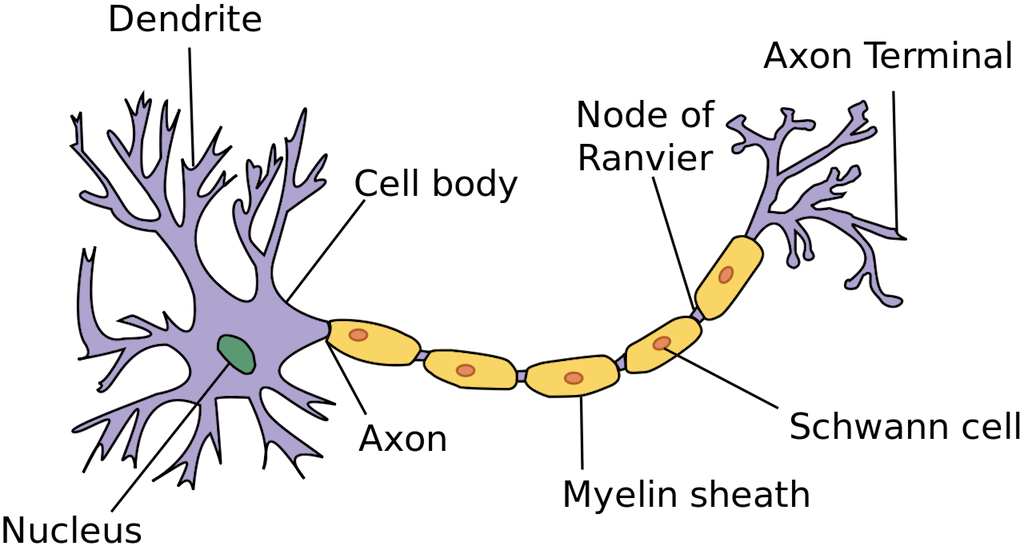 Dendrite
Axon Terminal
Node of
Ranvier
Cell body
Axon
Schwann cell
Myelin sheath
Nucleus